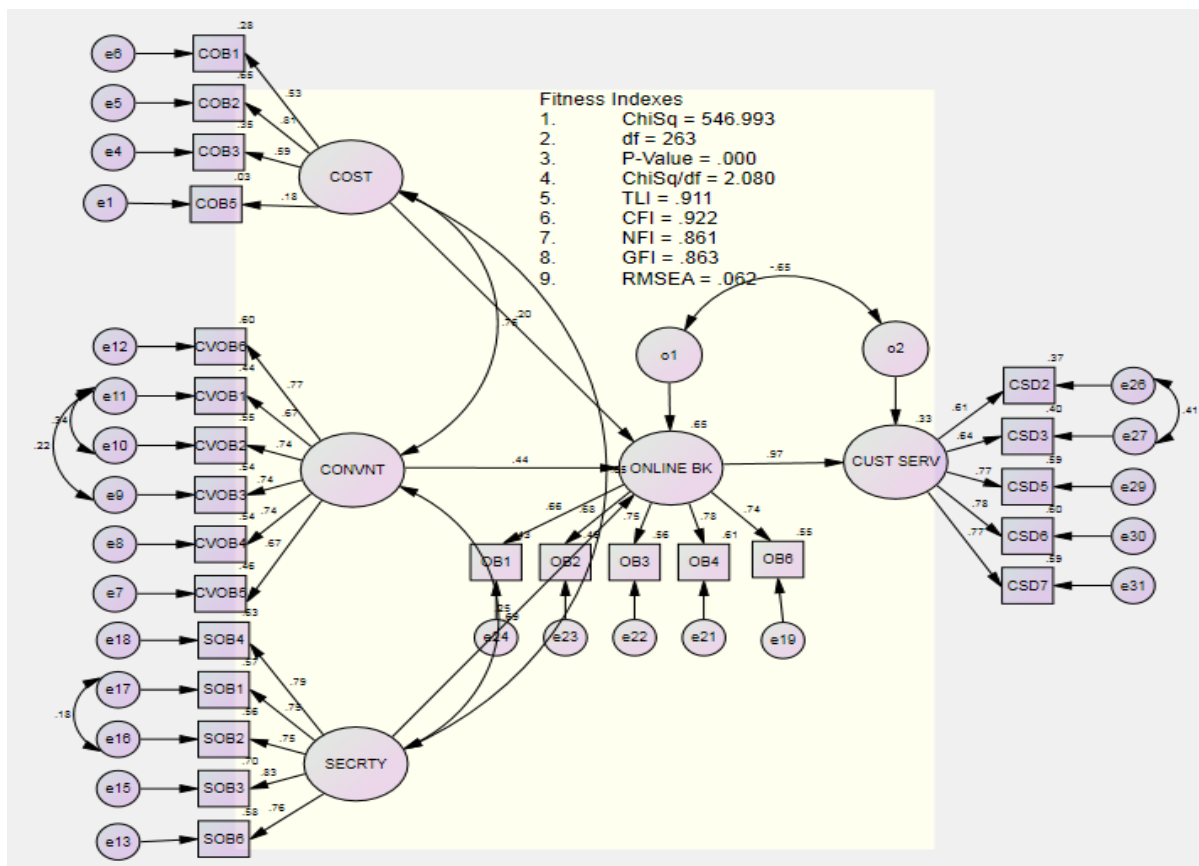 .28
e6
COB1
.53
.65
e5
COB2
.81
.35
e4
COB3
.59
.03
e1
COB5
.18
COST
Fitness Indexes
1. ChiSq = 546.993
2. df = 263
3. P-Value = .000
4. ChiSq/df = 2.080
5. TLI = .911
6. CFI = .922
7. NFI = .861
8. GFI = .863
9. RMSEA = .062
-.65
.20
o1
o2
.60
e12
CVOB6
.77
.44
e11
CVOB1
.67
.55
e10
CVOB2
.74
.54
e9
CVOB3
.74
.54
e8
CVOB4
.74
.46
e7
CVOB5
.67
.22
CONVNT
.44
.65
ONLINE BK
.97
.33
CUST SERV
.37
CSD2
e26
.61
.40
CSD3
e27
.64
.41
.59
CSD5
e29
.77
.60
CSD6
e30
.78
.59
CSD7
e31
.77
.66
.68
.75
.78
.74
OB1
.46
OB2
.56
OB3
.61
OB4
.55
OB6
e24
e23
e22
e21
e19
.25
.63
e18
SOB4
.79
.57
e17
SOB1
.56
e16
SOB2
.75
.18
.70
e15
SOB3
.83
.58
e13
SOB6
.76
SECRTY